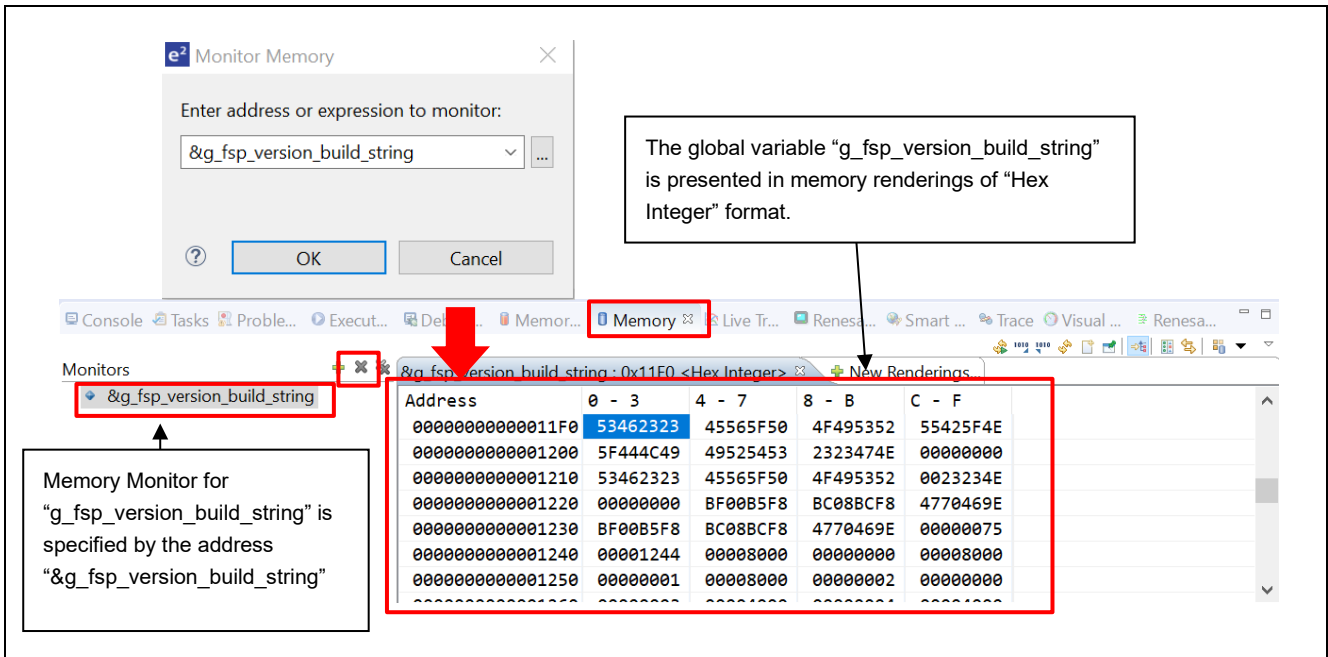 e² Monitor Memory
Enter address or expression to monitor:
&g_fsp_version_build_string
...
?
OK
Cancel
The global variable “g_fsp_version_build_string”
is presented in memory renderings of “Hex
Integer” format.
Console Tasks Proble... Execut... Memor... Memory Live Tr... Renesa... Smart ... Trace Visual ... Renesa...
Monitors
&g_fsp_version_build_string : 0x11F0 <Hex Integer> New Renderings...
&g_fsp_version_build_string
Address 0 - 3 4 - 7 8 - B C - F
00000000000011F0 53462323 45565F50 4F495352 55425F4E
0000000000001200 5F444C49 49525453 2323474E 00000000
0000000000001210 53462323 45565F50 4F495352 0023234E
0000000000001220 00000000 BF00B5F8 BC08BCF8 4770469E
0000000000001230 BF00B5F8 BC08BCF8 4770469E 00000075
0000000000001240 00001244 00008000 00000000 00008000
0000000000001250 00000001 00008000 00000002 00000000
Memory Monitor for
“g_fsp_version_build_string” is
specified by the address
“&g_fsp_version_build_string”